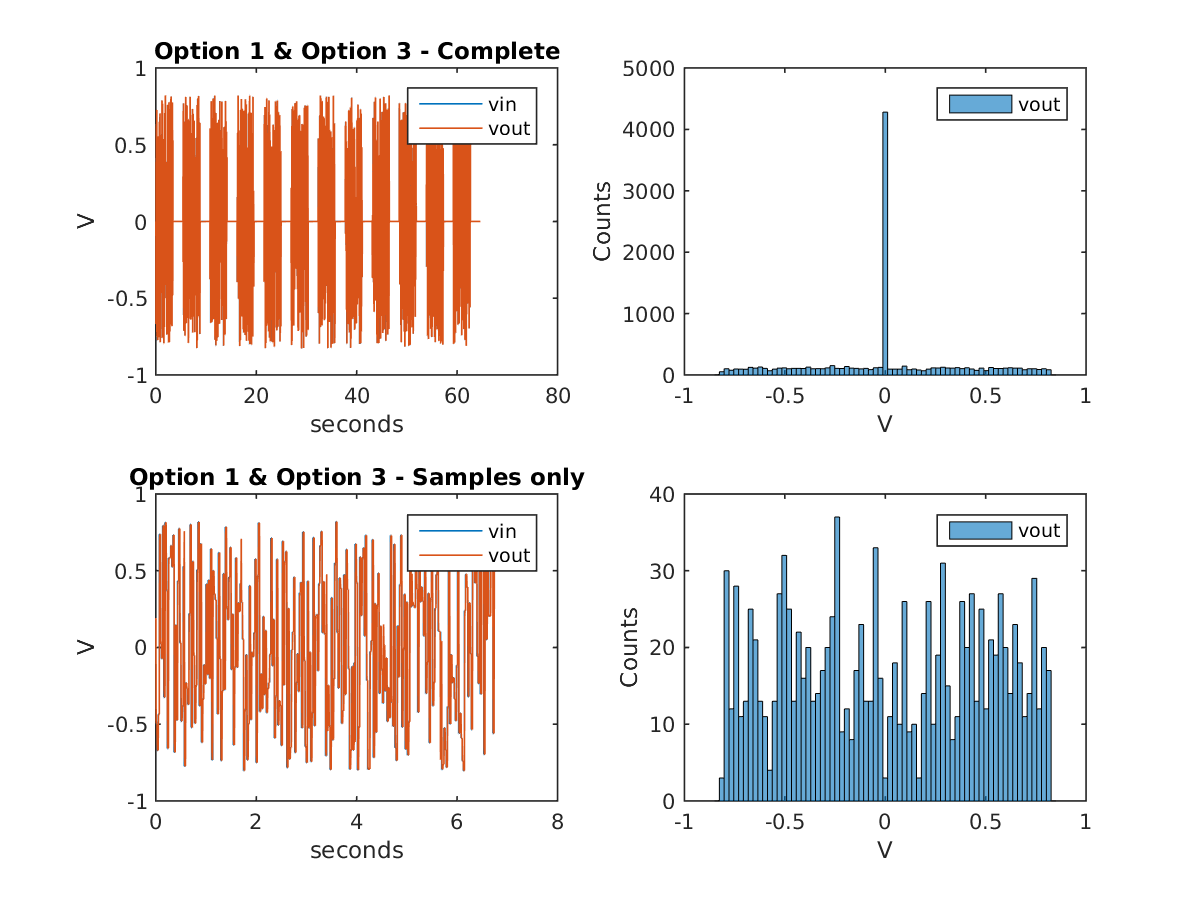 Option 1 & Option 3 - Complete
1
0.5
0
-0.5
-1
V
0 20 40 60 80
seconds
vin
vout
5000
4000
3000
2000
1000
0
Counts
-1 -0.5 0 0.5 1
V
vout
Option 1 & Option 3 - Samples only
1
0.5
0
-0.5
-1
V
0 2 4 6 8
seconds
vin
vout
40
30
20
10
0
Counts
-1 -0.5 0 0.5 1
V
vout